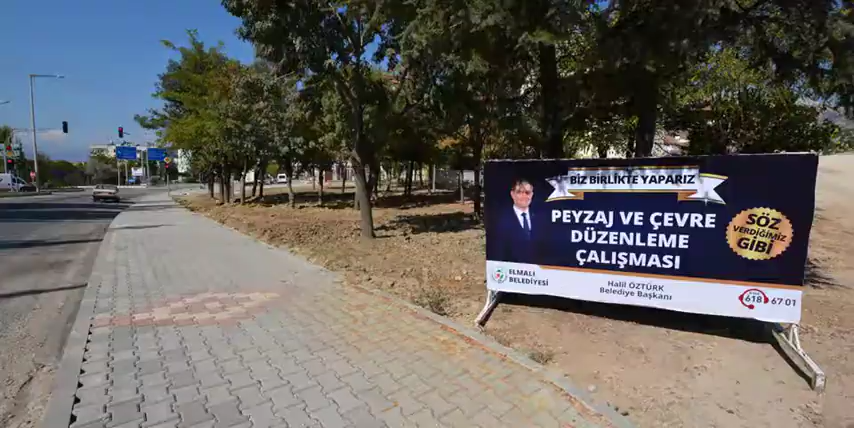 BİZ BİRLİKTE YAPARIZ
PEYZAJ VE ÇEVRE
DÜZENLEME
ÇALIŞMASI
SÖZ
VERDİĞİMİZ
GİBİ
ELMALI
BELEDİYESİ
Halil ÖZTÜRK
Belediye Başkanı
618 67 01